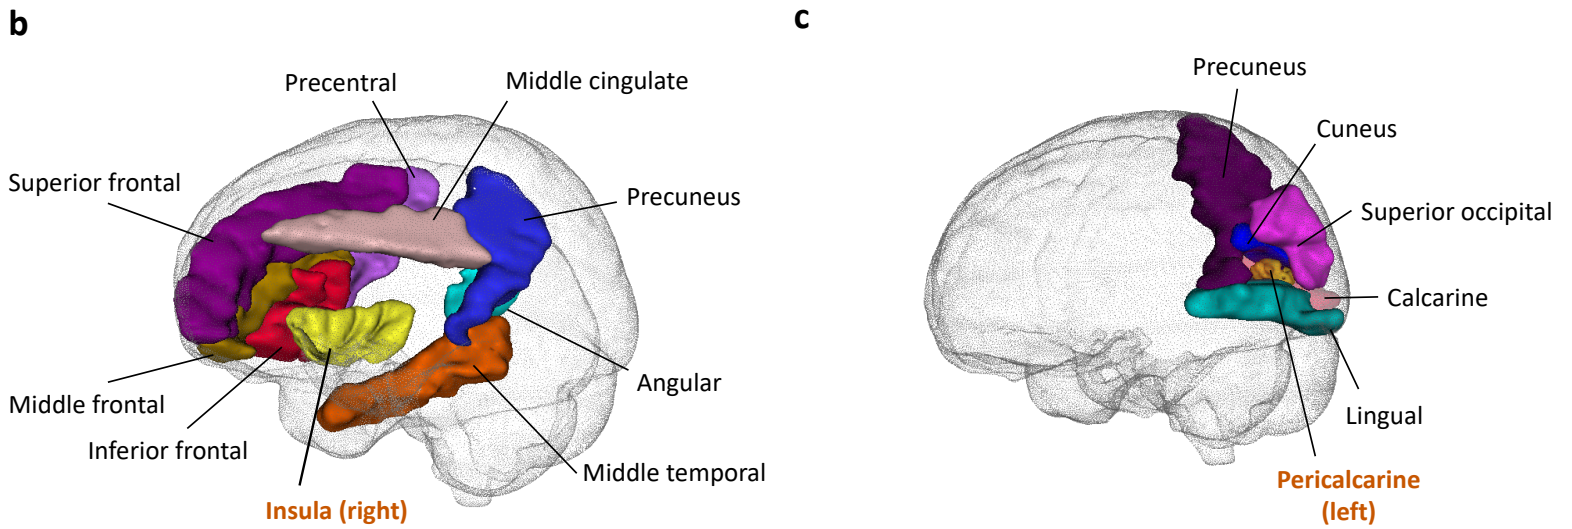 b
Precentral
Middle cingulate
Superior frontal
Precuneus
Middle frontal
Angular
Inferior frontal
Middle temporal
Insula (right)
c
Precuneus
Cuneus
Superior occipital
Calcarine
Lingual
Pericalcarine
(left)